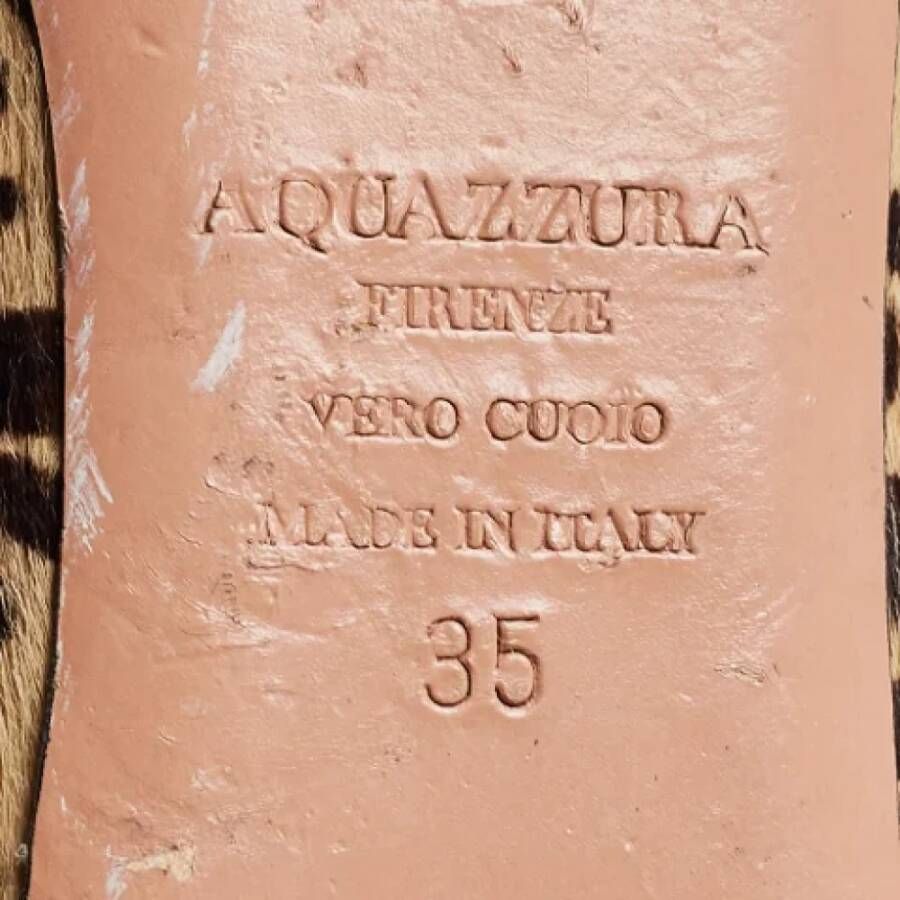 AQUAZZURA
FIRENZE
VERO CUOIO
MADE IN ITALY
35